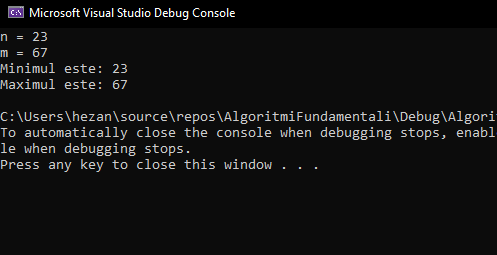 Microsoft Visual Studio Debug Console
n = 23
m = 67
Minimul este: 23
Maximul este: 67
C:\Users\hezan\source\repos\AlgoritmiFundamentali\Debug\Algori
To automatically close the console when debugging stops, enabl
le when debugging stops.
Press any key to close this window . . .